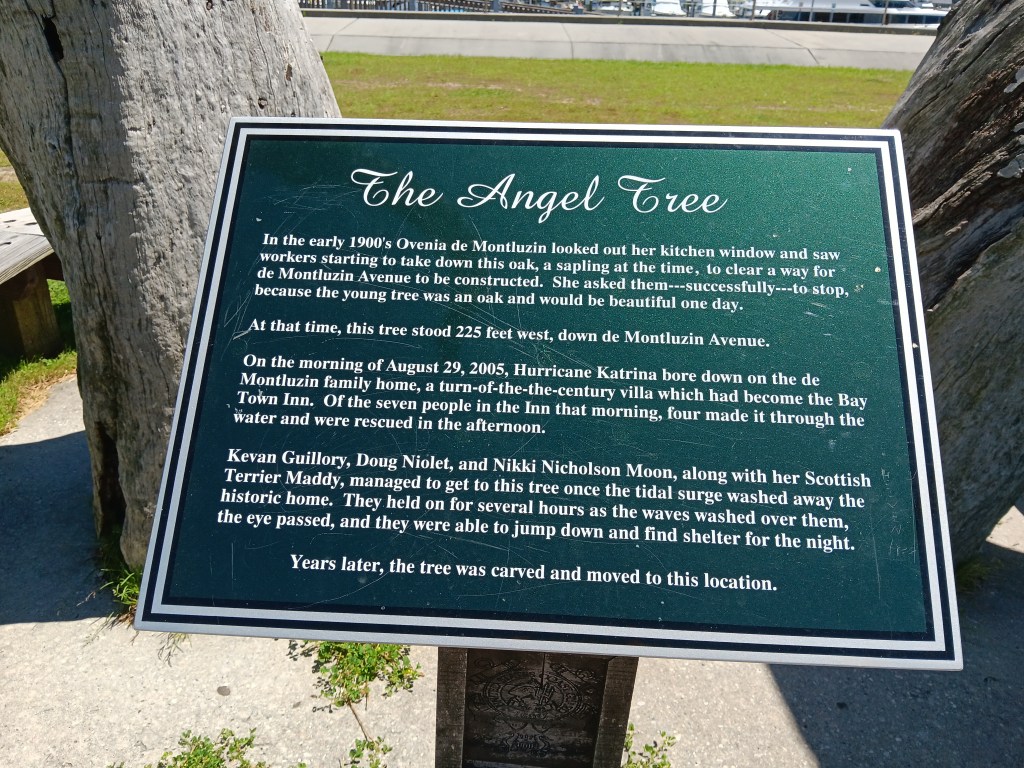 The Angel Tree
In the early 1900's Ovenia de Montluzin looked out her kitchen window and saw
workers starting to take down this oak, a sapling at the time, to clear a way for
de Montluzin Avenue to be constructed. She asked them---successfully---to stop,
because the young tree was an oak and would be beautiful one day.
At that time, this tree stood 225 feet west, down de Montluzin Avenue.
On the morning of August 29, 2005, Hurricane Katrina bore down on the de
Montluzin family home, a turn-of-the-the-century villa which had become the Bay
Town Inn. Of the seven people in the Inn that morning, four made it through the
water and were rescued in the afternoon.
Kevan Guillory, Doug Niolet, and Nikki Nicholson Moon, along with her Scottish
Terrier Maddy, managed to get to this tree once the tidal surge washed away the
historic home. They held on for several hours as the waves washed over them,
the eye passed, and they were able to jump down and find shelter for the night.
Years later, the tree was carved and moved to this location.